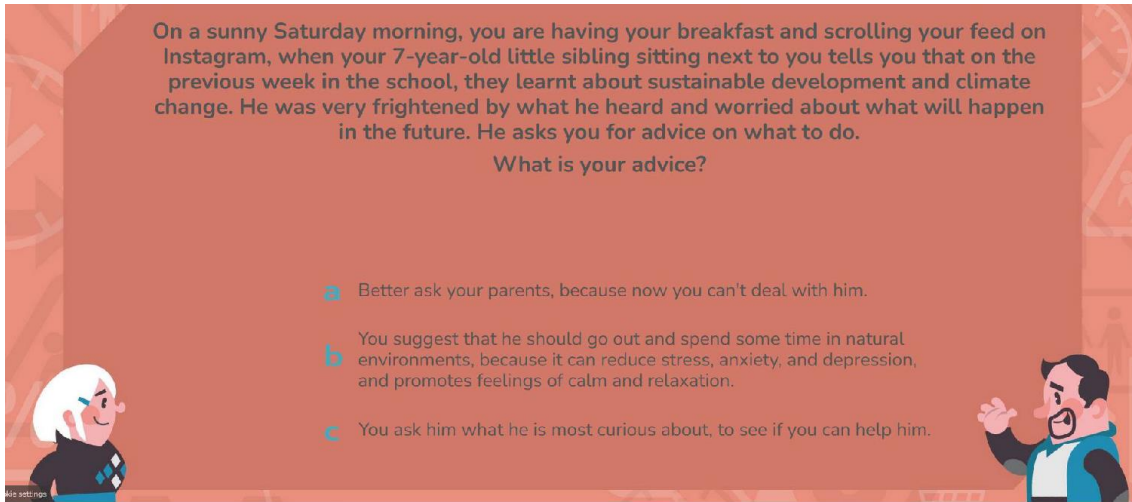 On a sunny Saturday morning, you are having your breakfast and scrolling your feed on
Instagram, when your 7-year-old little sibling sitting next to you tells you that on the
previous week in the school, they learnt about sustainable development and climate
change. He was very frightened by what he heard and worried about what will happen
in the future. He asks you for advice on what to do.
What is your advice?
a Better ask your parents, because now you can't deal with him.
You suggest that he should go out and spend some time in natural
b environments, because it can reduce stress, anxiety, and depression,
and promotes feelings of calm and relaxation.
c You ask him what he is most curious about, to see if you can help him.
kie settings